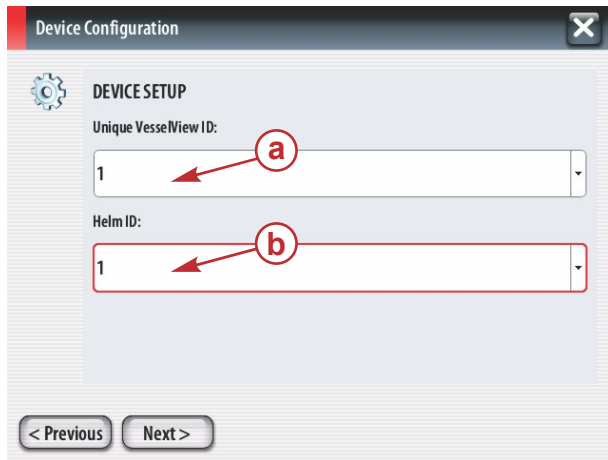 Device Configuration
X
DEVICE SETUP
Unique VesselView ID:
a
1
Helm ID:
b
1
< Previous Next >